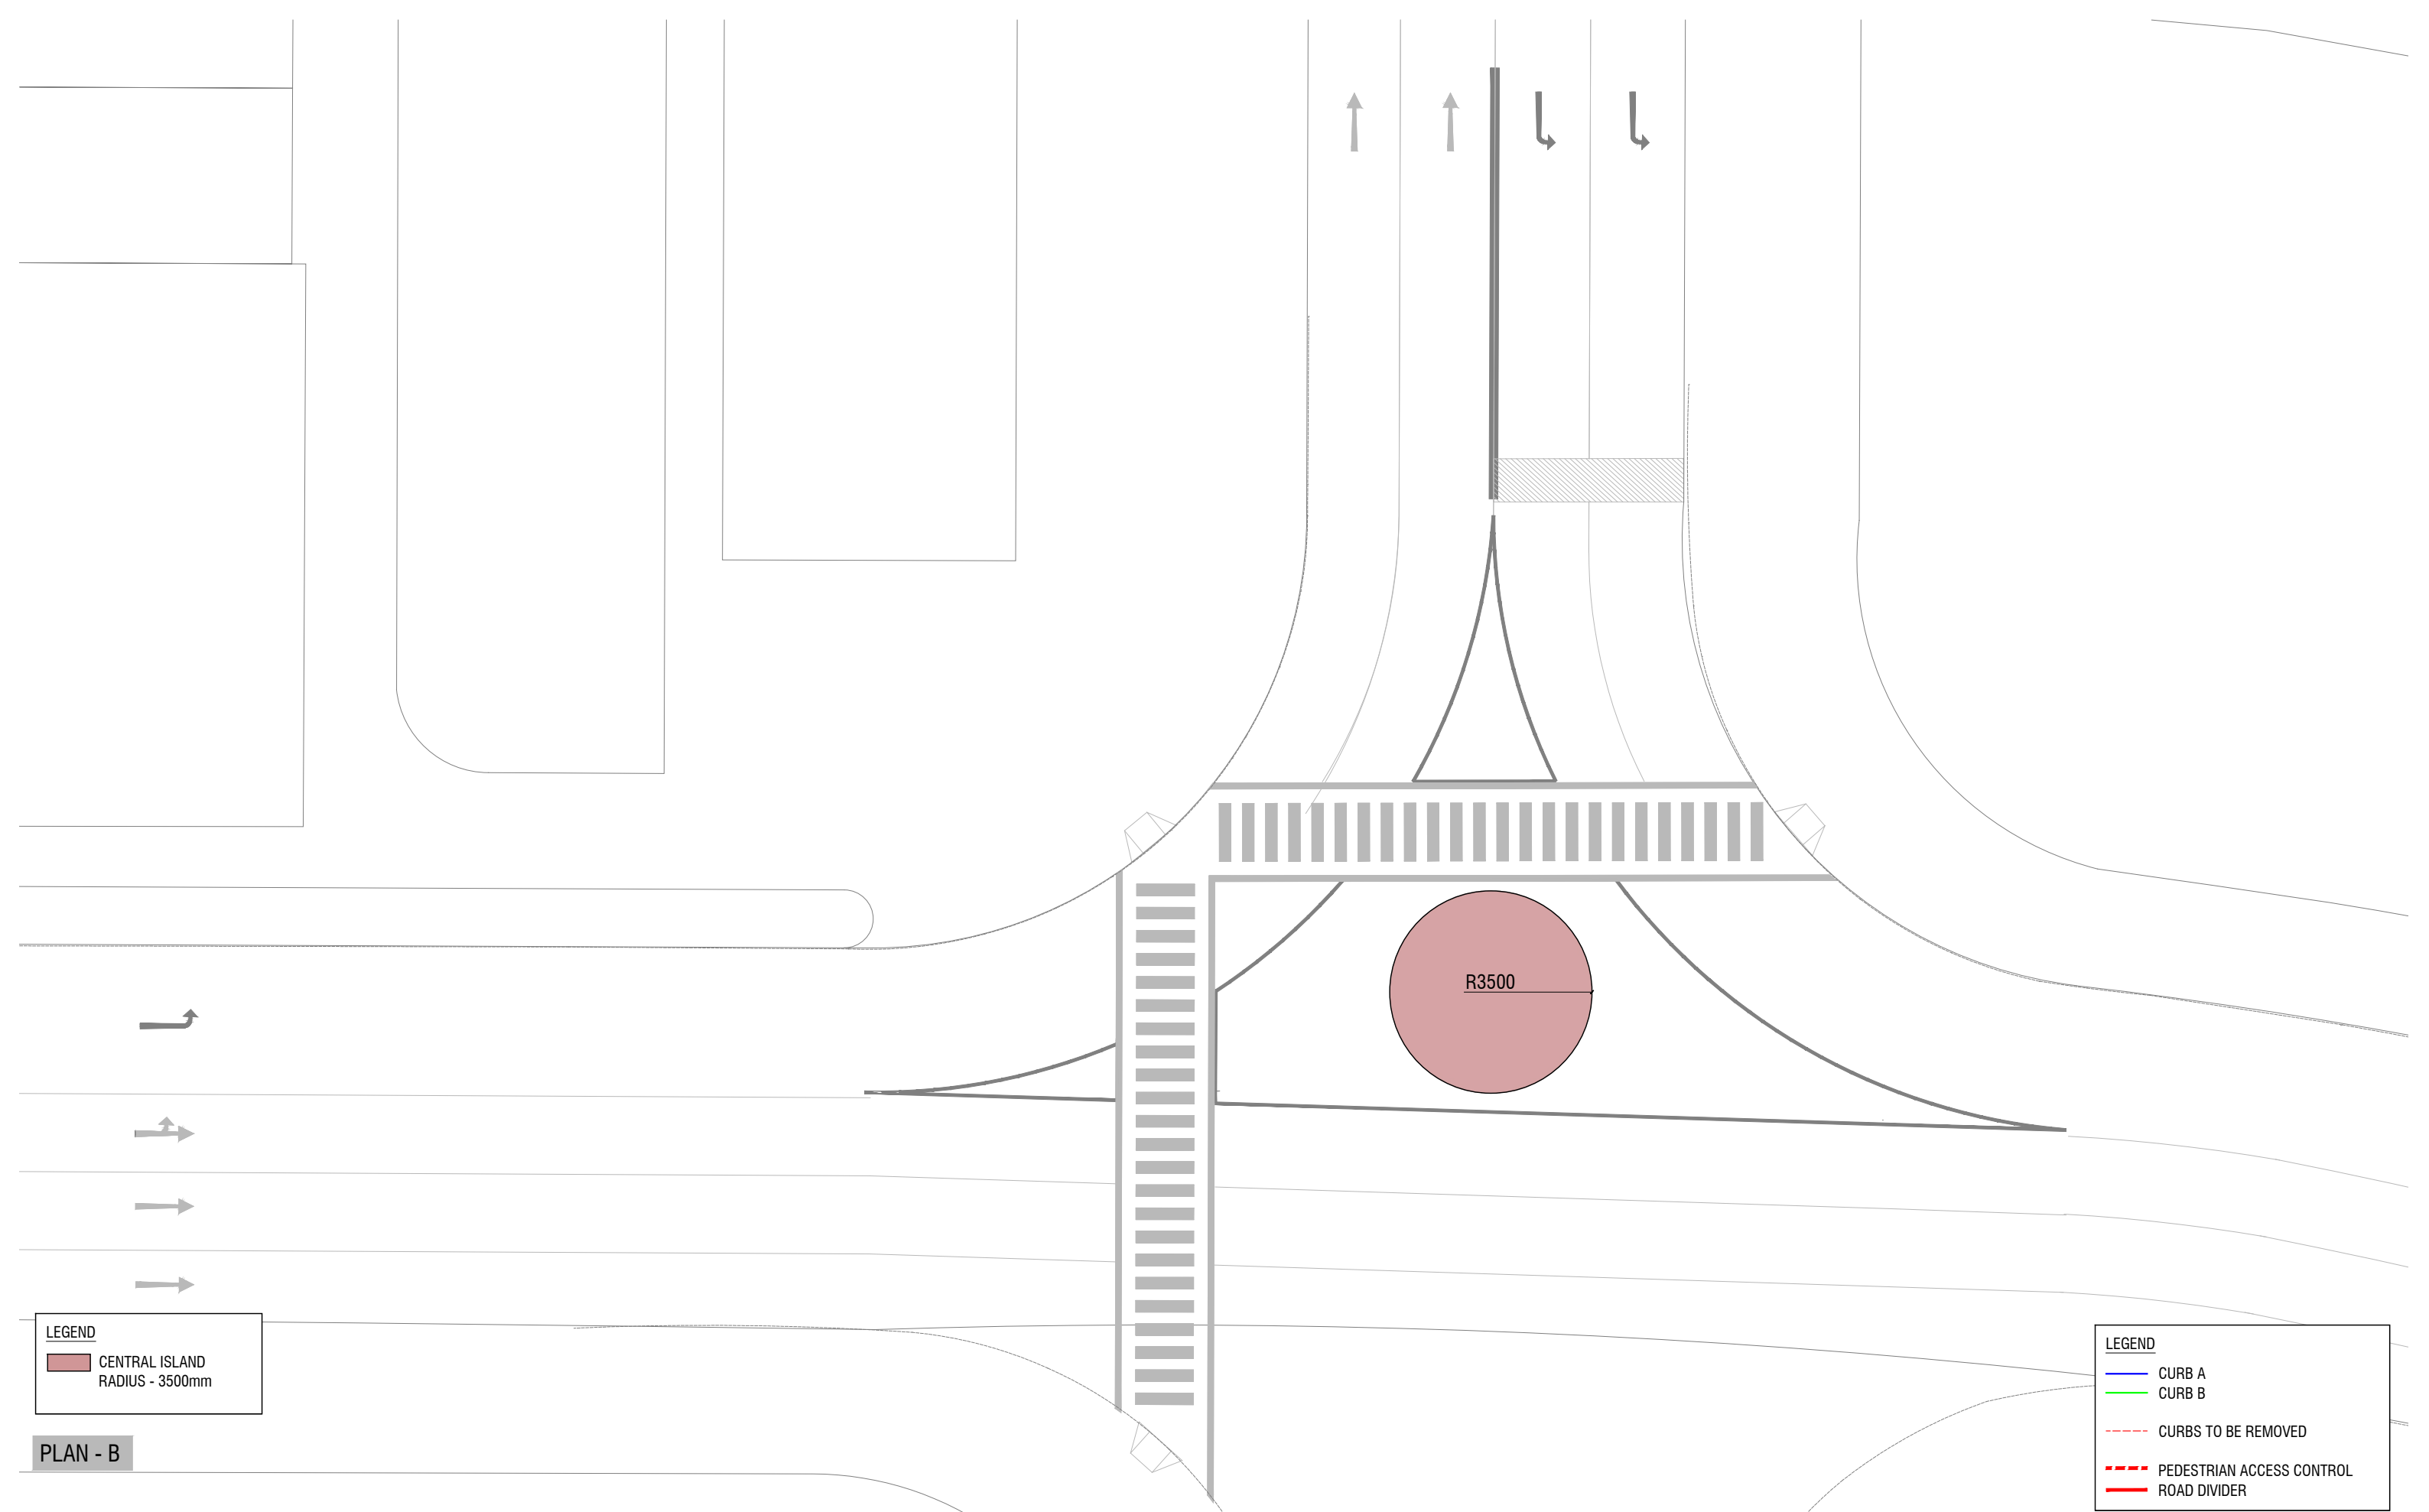 R3500
LEGEND
CENTRAL ISLAND
RADIUS - 3500mm
PLAN - B
LEGEND
CURB A
CURB B
CURBS TO BE REMOVED
PEDESTRIAN ACCESS CONTROL
ROAD DIVIDER